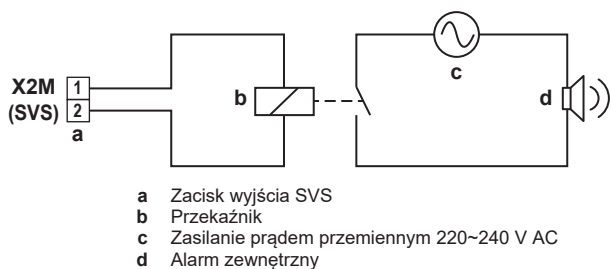 X2M
(SVS)
1
2
a
b
c
d
a Zacisk wyjścia SVS
b Przekaźnik
c Zasilanie prądem przemiennym 220~240 V AC
d Alarm zewnętrzny